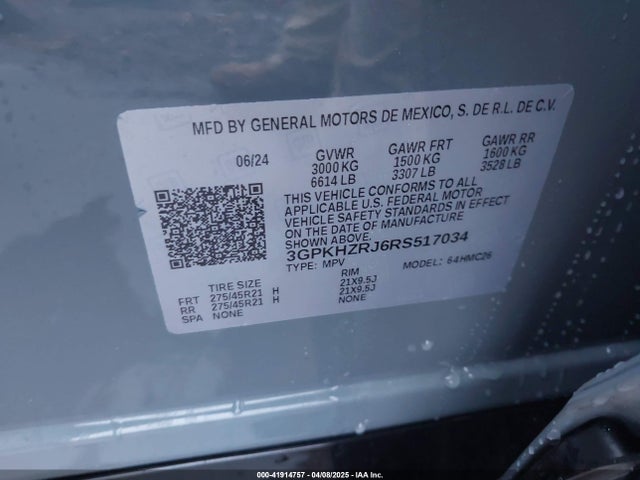 MFD BY GENERAL MOTORS DE MEXICO, S. DE R.L. DE C.V.
06/24 GVWR GAWR FRT GAWR RR
3000 KG 1500 KG 1600 KG
6614 LB 3307 LB 3528 LB
THIS VEHICLE CONFORMS TO ALL
APPLICABLE U.S. FEDERAL MOTOR
VEHICLE SAFETY STANDARDS IN EFFECT
ON THE DATE OF MANUFACTURE
SHOWN ABOVE.
3GPKHZRJ6RS517034
TYPE: MPV MODEL: 64HMC26
TIRE SIZE RIM
FRT 275/45R21 H 21X9.5J
RR 275/45R21 H 21X9.5J
SPA NONE NONE
000-41914757 04/08/2025 IAA Inc.